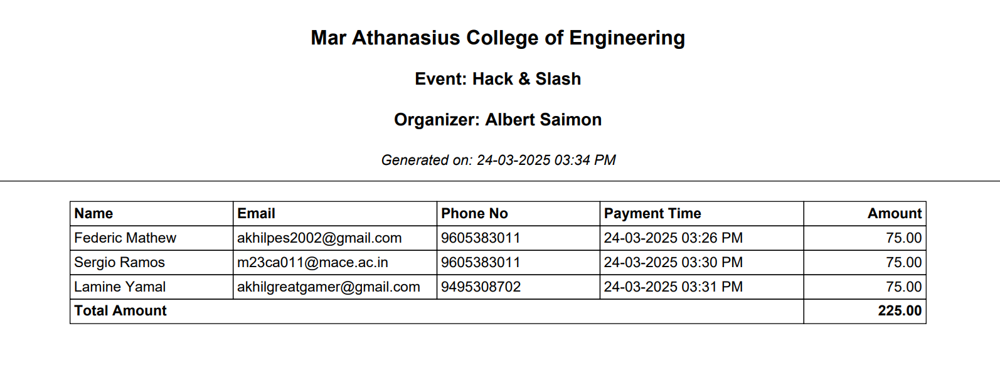 Mar Athanasius College of Engineering
Event: Hack & Slash
Organizer: Albert Saimon
Generated on: 24-03-2025 03:34 PM
Name Email Phone No Payment Time Amount
Federic Mathew akhilpes2002@gmail.com 9605383011 24-03-2025 03:26 PM 75.00
Sergio Ramos m23ca011@mace.ac.in 9605383011 24-03-2025 03:30 PM 75.00
Lamine Yamal akhilgreatgamer@gmail.com 9495308702 24-03-2025 03:31 PM 75.00
Total Amount 225.00